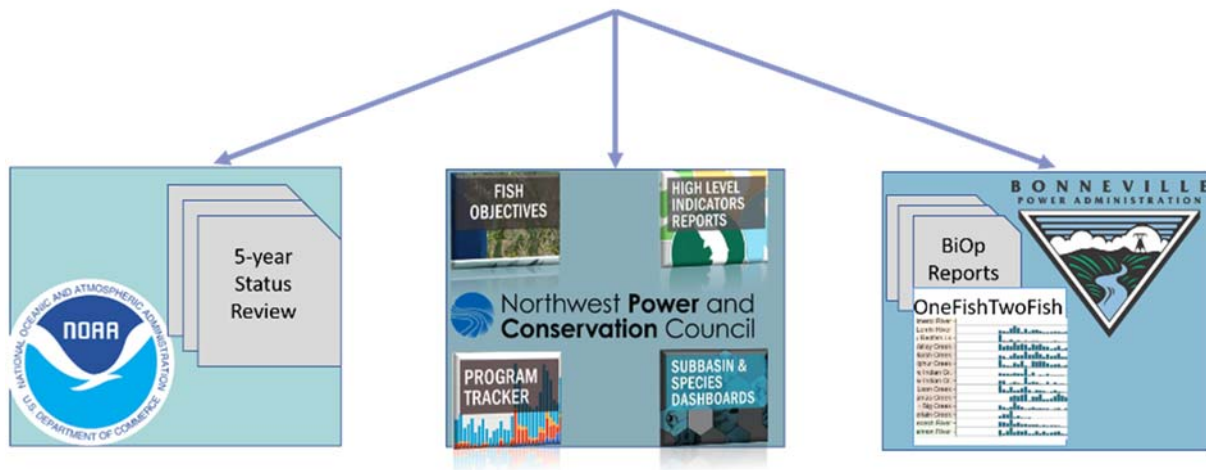 5-year
Status
Review
NATIONAL OCEANIC AND ATMOSPHERIC ADMINISTRATION
NOAA
U.S. DEPARTMENT OF COMMERCE
FISH
OBJECTIVES
HIGH LEVEL
INDICATORS
REPORTS
Northwest Power and
Conservation Council
PROGRAM
TRACKER
SUBBASIN &
SPECIES
DASHBOARDS
BONNEVILLE
POWER ADMINISTRATION
BiOp
Reports
OneFishTwoFish